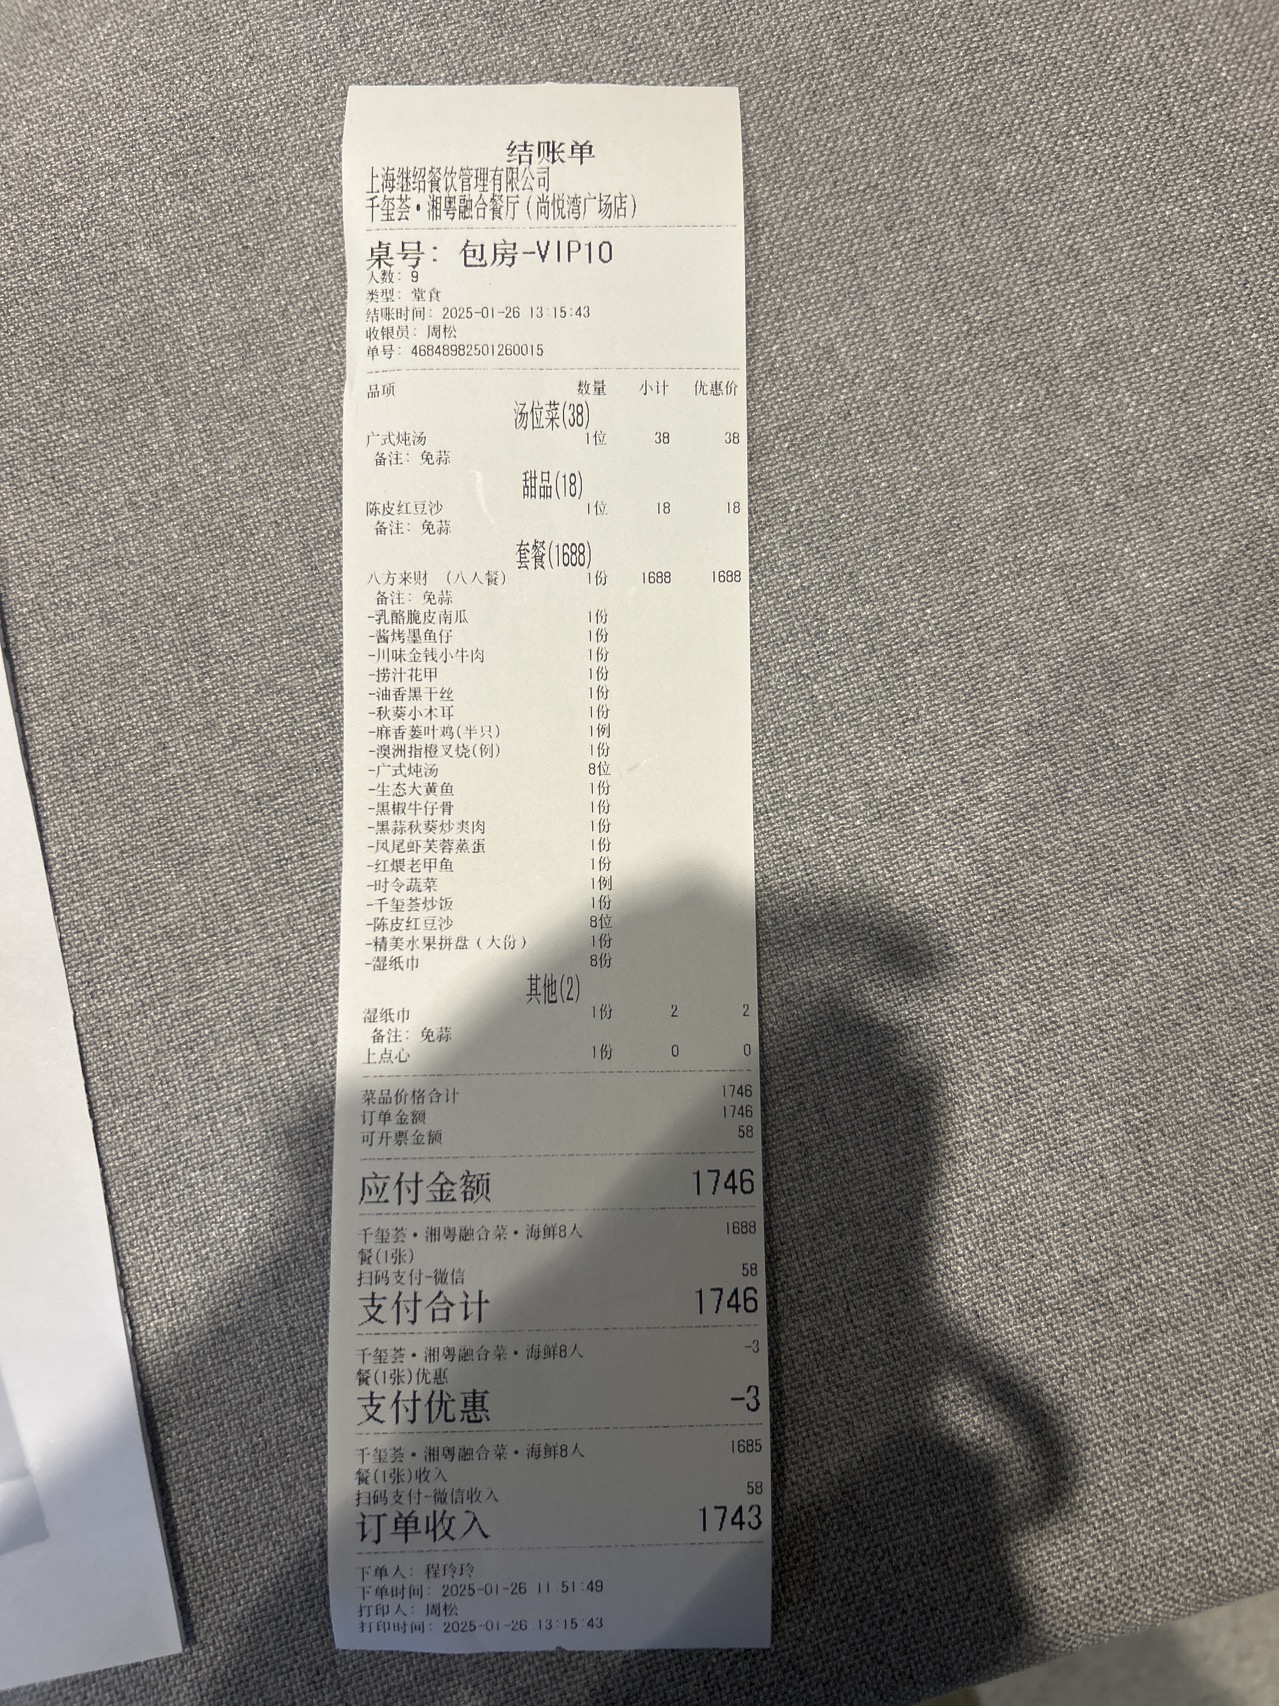 结账单
上海继绍餐饮管理有限公司
千玺荟·湘粤融合餐厅(尚悦湾广场店)
桌号: 包房-VIP10
人数: 9
类型: 堂食
结账时间: 2025-01-26 13:15:43
收银员: 周松
单号: 46848982501260015
品项 数量 小计 优惠价
汤位菜(38)
广式炖汤 1位 38 38
备注: 免蒜
甜品(18)
陈皮红豆沙 1位 18 18
备注: 免蒜
套餐(1688)
八方来财 (八人餐) 1份 1688 1688
备注: 免蒜
-乳酪脆皮南瓜 1份
-酱烤墨鱼仔 1份
-川味金钱小牛肉 1份
-捞汁花甲 1份
-油香黑干丝 1份
-秋葵小木耳 1份
-麻香蒌叶鸡(半只) 1例
-澳洲指橙叉烧(例) 1份
-广式炖汤 8位
-生态大黄鱼 1份
-黑椒牛仔骨 1份
-黑蒜秋葵炒爽肉 1份
-凤尾虾芙蓉蒸蛋 1份
-红煨老甲鱼 1份
-时令蔬菜 1例
-千玺荟炒饭 1份
-陈皮红豆沙 8位
-精美水果拼盘(大份) 1份
-湿纸巾 8份
其他(2)
湿纸巾 1份 2 2
备注: 免蒜
上点心 1份 0 0
菜品价格合计 1746
订单金额 1746
可开票金额 58
应付金额 1746
千玺荟·湘粤融合菜·海鲜8人 1688
餐(1张)
扫码支付-微信 58
支付合计 1746
千玺荟·湘粤融合菜·海鲜8人 -3
餐(1张)优惠
支付优惠 -3
千玺荟·湘粤融合菜·海鲜8人 1685
餐(1张)收入
扫码支付-微信收入 58
订单收入 1743
下单人: 程玲玲
下单时间: 2025-01-26 11:51:49
打印人: 周松
打印时间: 2025-01-26 13:15:43